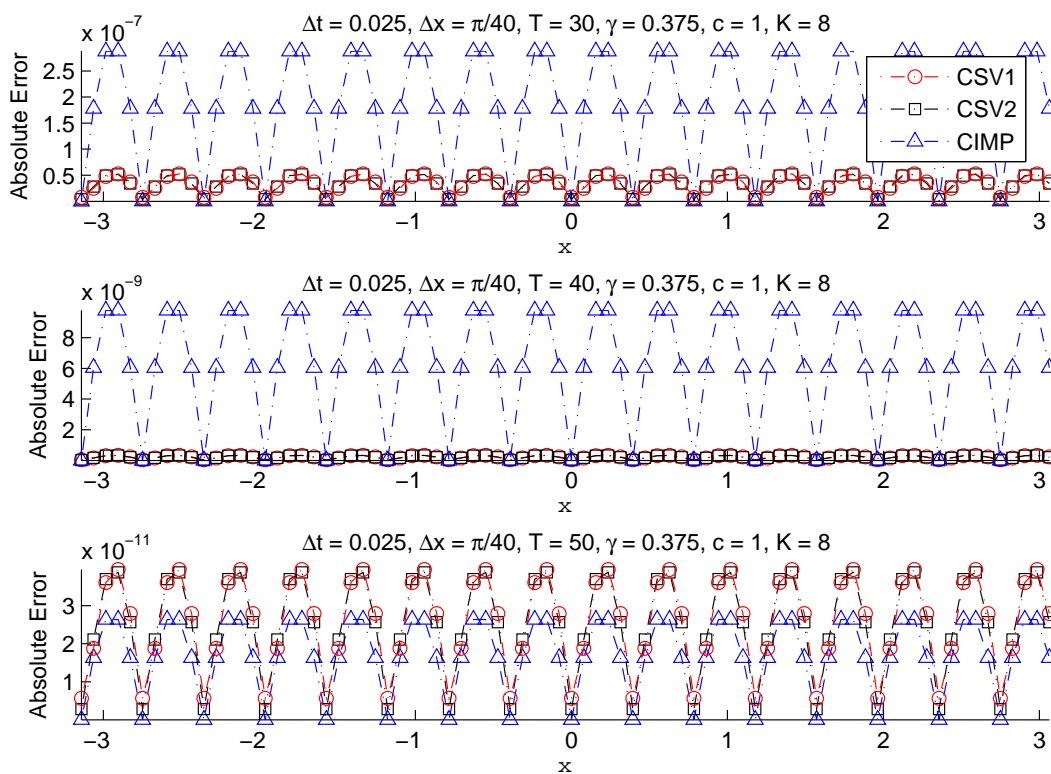 x 10^-7
Δt = 0.025, Δx = π/40, T = 30, γ = 0.375, c = 1, K = 8
Absolute Error
2.5
2
1.5
1
0.5
−3 −2 −1 0 1 2 3
x
CSV1
CSV2
CIMP
x 10^-9
Δt = 0.025, Δx = π/40, T = 40, γ = 0.375, c = 1, K = 8
Absolute Error
8
6
4
2
−3 −2 −1 0 1 2 3
x
x 10^-11
Δt = 0.025, Δx = π/40, T = 50, γ = 0.375, c = 1, K = 8
Absolute Error
3
2
1
−3 −2 −1 0 1 2 3
x